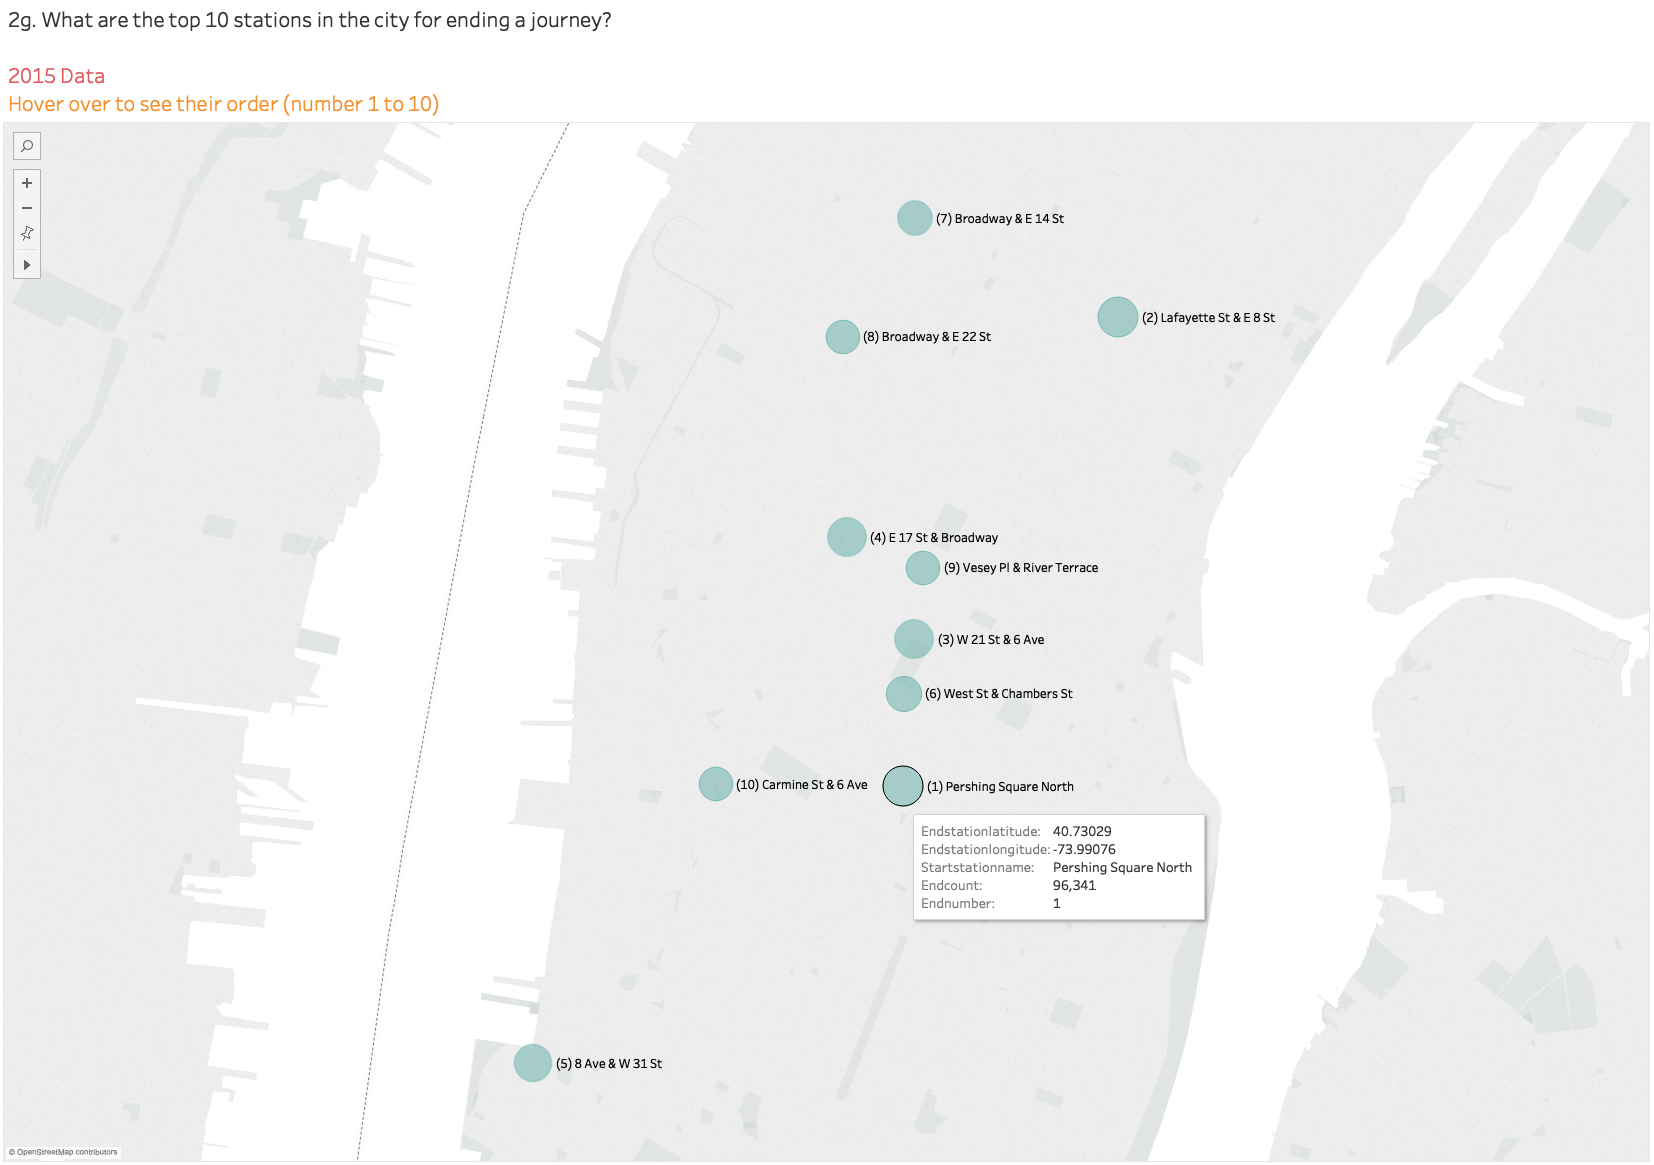 2g. What are the top 10 stations in the city for ending a journey?
2015 Data
Hover over to see their order (number 1 to 10)
(7) Broadway & E 14 St
(2) Lafayette St & E 8 St
(8) Broadway & E 22 St
(4) E 17 St & Broadway
(9) Vesey Pl & River Terrace
(3) W 21 St & 6 Ave
(6) West St & Chambers St
(10) Carmine St & 6 Ave
(1) Pershing Square North
Endstationlatitude: 40.73029
Endstationlongitude: -73.99076
Startstationname: Pershing Square North
Endcount: 96,341
Endnumber: 1
(5) 8 Ave & W 31 St
© OpenStreetMap contributors